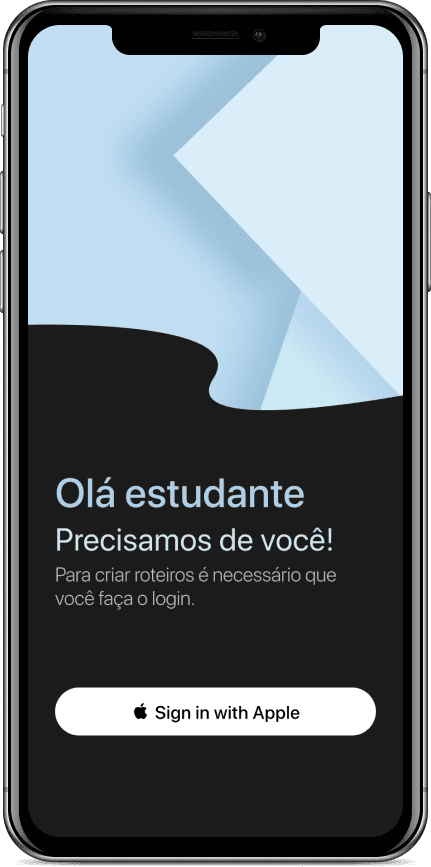 Olá estudante
Precisamos de você!
Para criar roteiros é necessário que
você faça o login.
Sign in with Apple